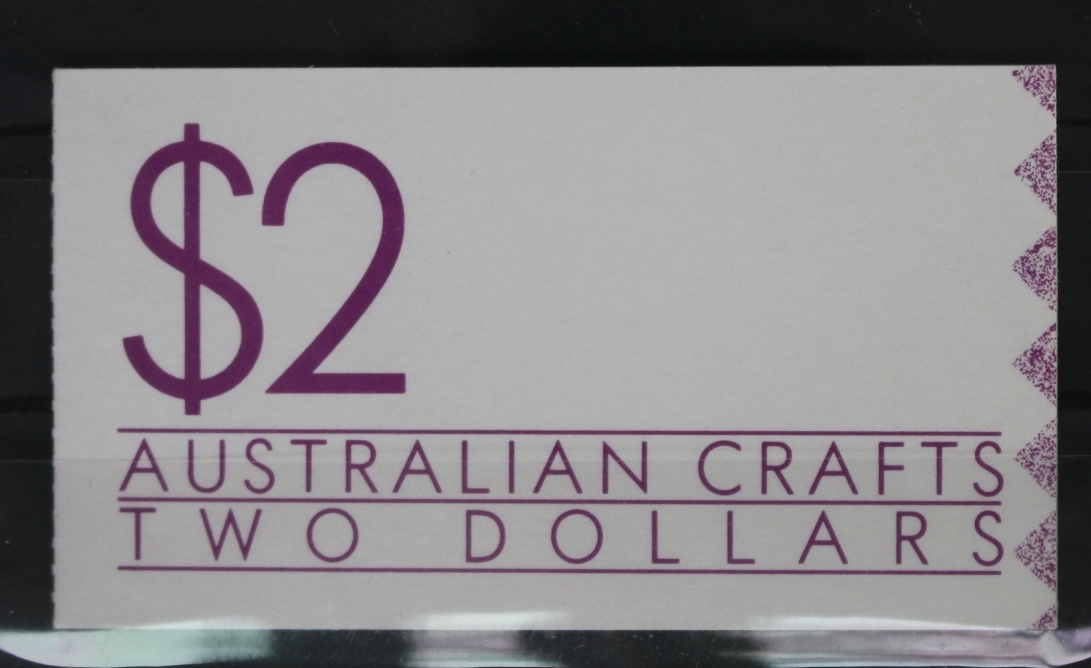 $2
AUSTRALIAN CRAFTS
TWO DOLLARS